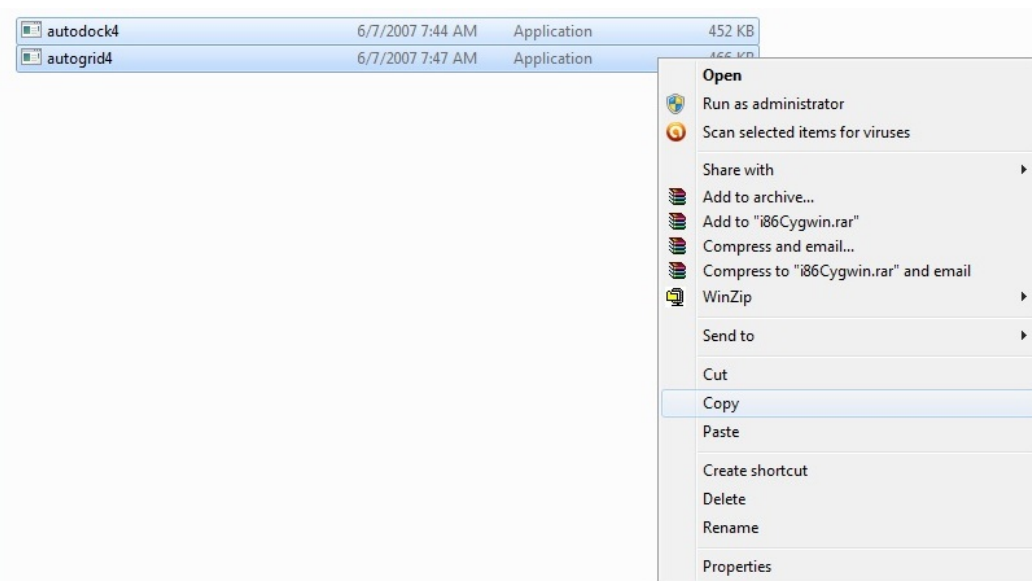 autodock4 6/7/2007 7:44 AM Application 452 KB
autogrid4 6/7/2007 7:47 AM Application 466 KB
Open
Run as administrator
Scan selected items for viruses
Share with
Add to archive...
Add to "i86Cygwin.rar"
Compress and email...
Compress to "i86Cygwin.rar" and email
WinZip
Send to
Cut
Copy
Paste
Create shortcut
Delete
Rename
Properties